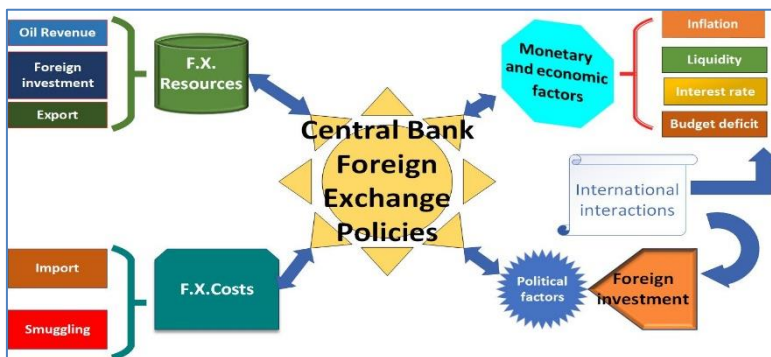 Oil Revenue
Foreign
investment
Export
F.X.
Resources
Central Bank
Foreign
Exchange
Policies
Monetary
and economic
factors
Inflation
Liquidity
Interest rate
Budget deficit
International
interactions
Import
Smuggling
F.X.Costs
Political
factors
Foreign
investment